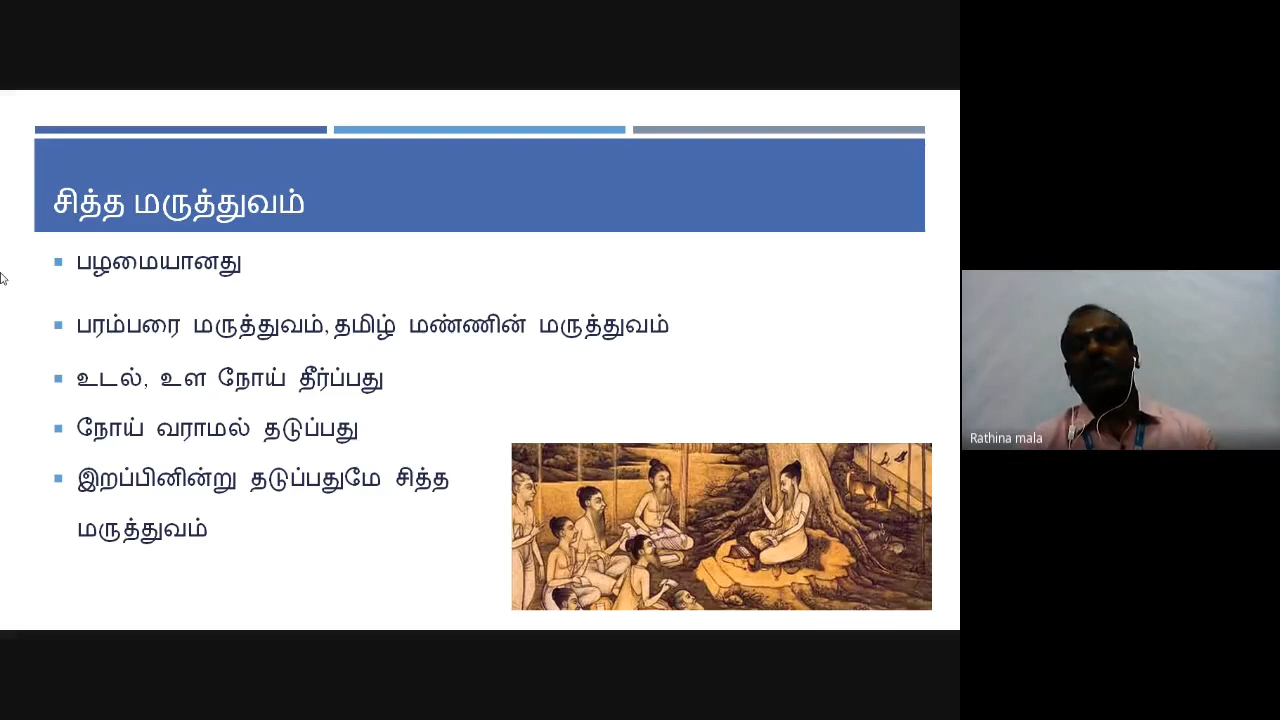 சித்த மருத்துவம்
பழமையானது
பரம்பரை மருத்துவம், தமிழ் மண்ணின் மருத்துவம்
உடல், உள நோய் தீர்ப்பது
நோய் வராமல் தடுப்பது
இறப்பினின்று தடுப்பதுமே சித்த
மருத்துவம்
Rathina mala